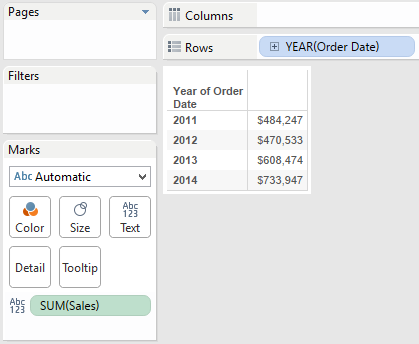 Pages
Columns
Rows
YEAR(Order Date)
Filters
Year of Order
Date
2011 $484,247
2012 $470,533
2013 $608,474
2014 $733,947
Marks
Abc Automatic
Color
Size
Abc
123
Text
Detail
Tooltip
Abc
123
SUM(Sales)